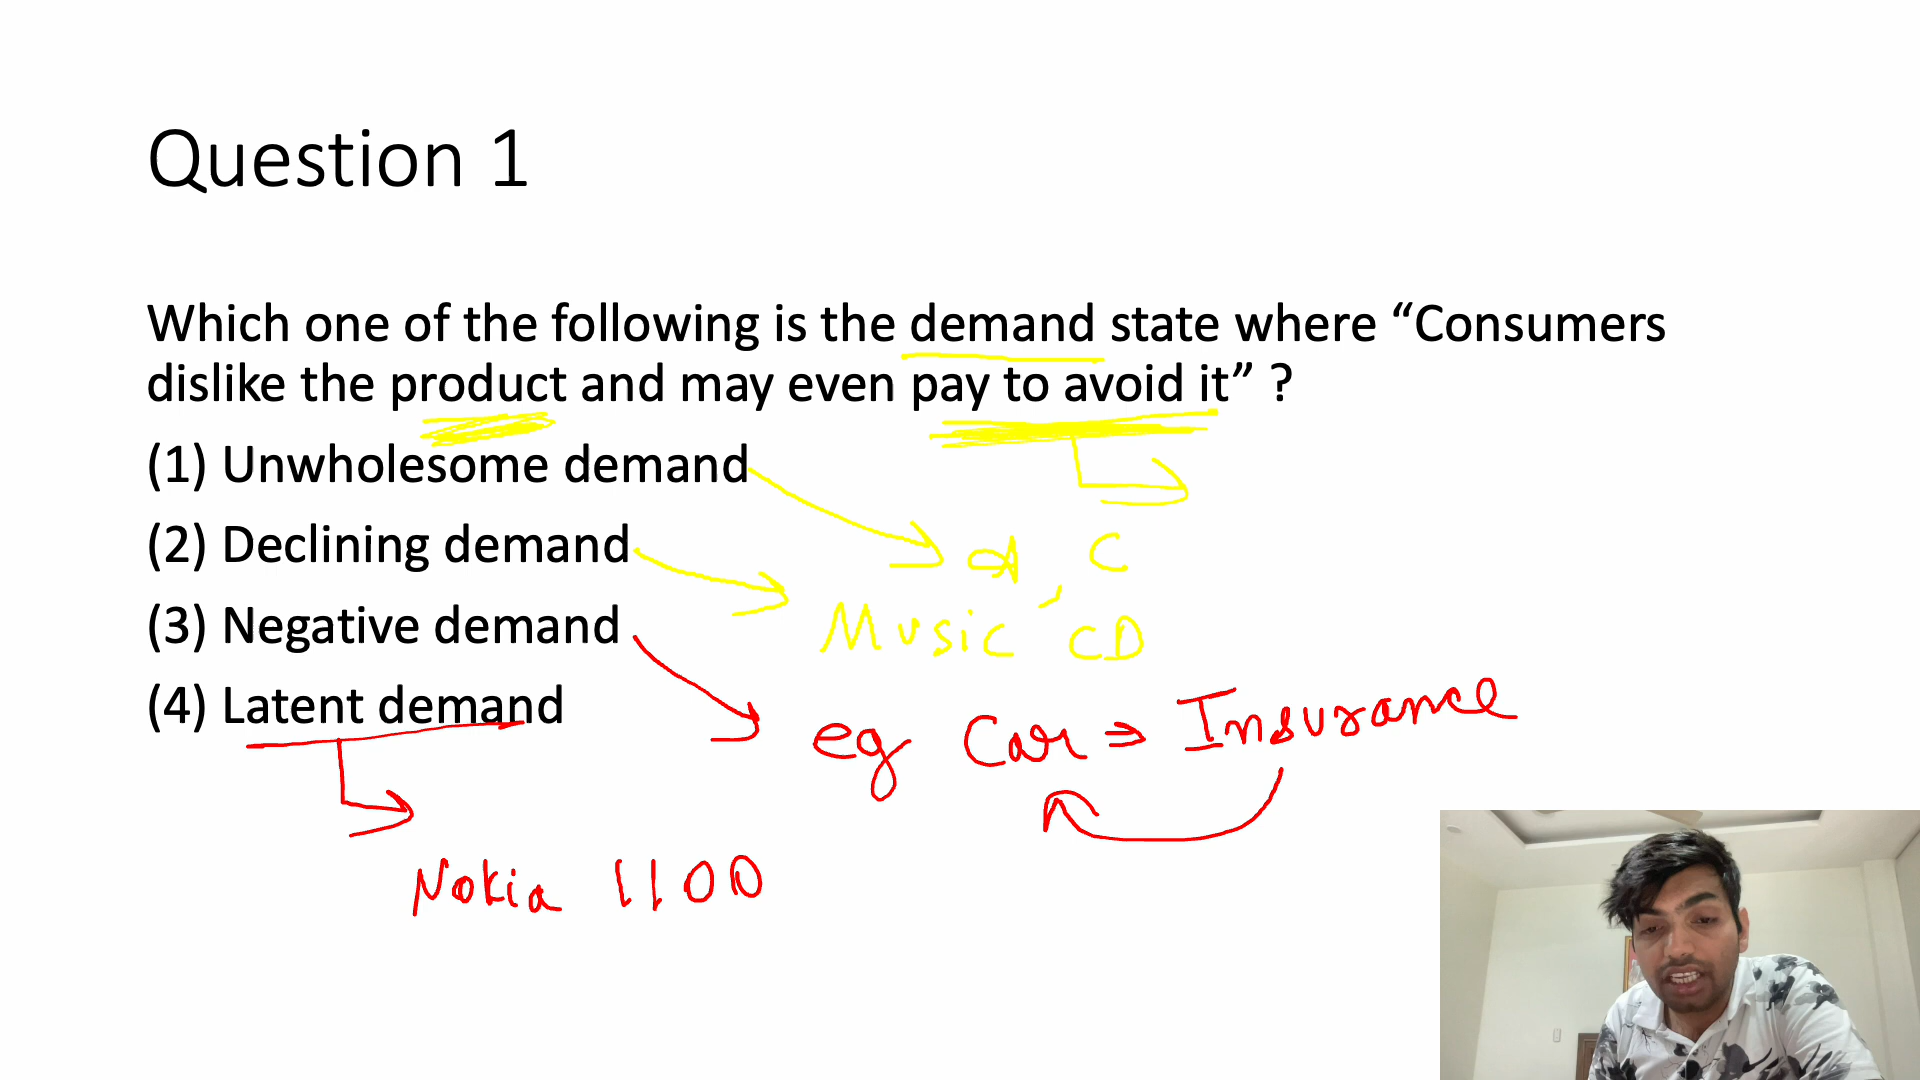 Question 1
Which one of the following is the demand state where “Consumers
dislike the product and may even pay to avoid it” ?
(1) Unwholesome demand
(2) Declining demand
(3) Negative demand
(4) Latent demand
A, C
Music CD
eg Car ⇒ Insurance
Nokia 1100